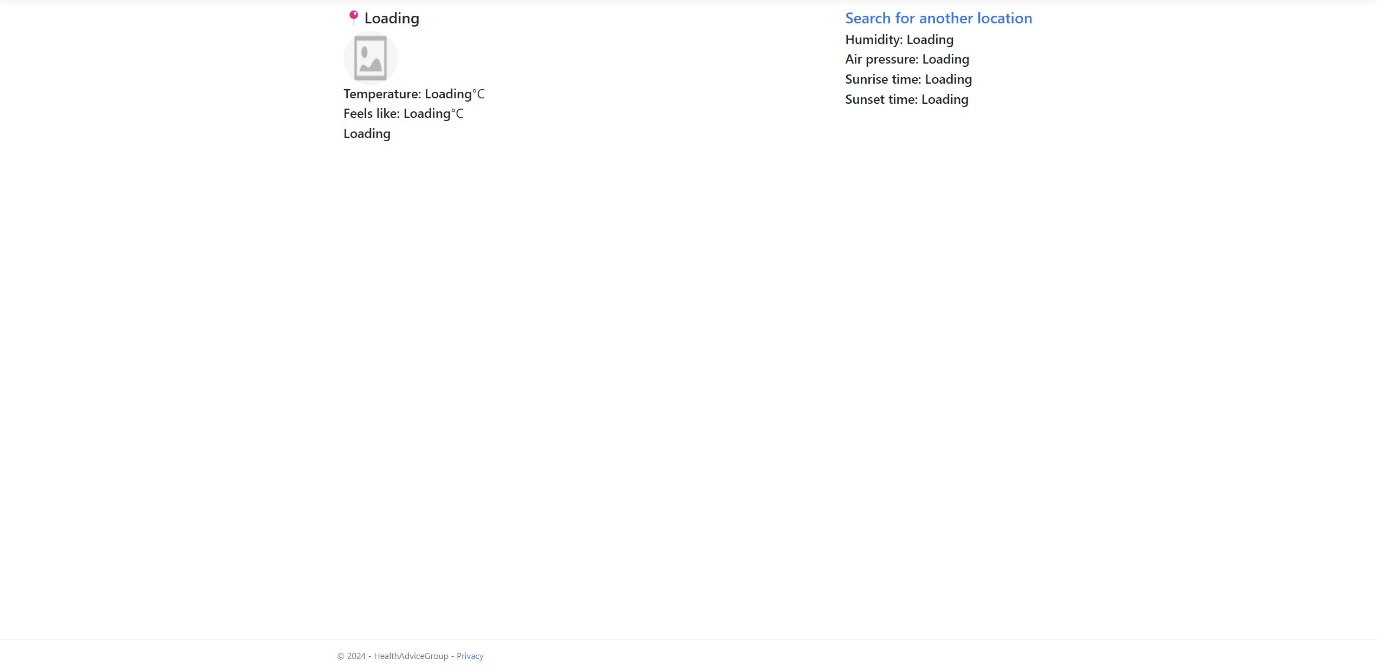 Loading
Temperature: Loading°C
Feels like: Loading°C
Loading
Search for another location
Humidity: Loading
Air pressure: Loading
Sunrise time: Loading
Sunset time: Loading
© 2024 - HealthAdviceGroup - Privacy